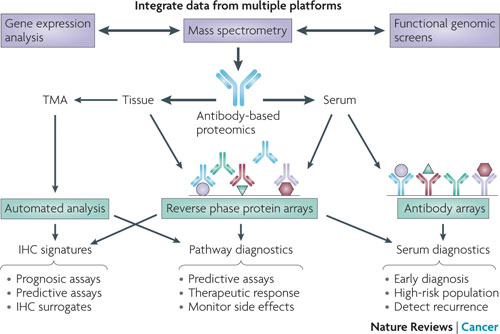 Integrate data from multiple platforms
Gene expression
analysis
Mass spectrometry
Functional genomic
screens
TMA
Tissue
Antibody-based
proteomics
Serum
Automated analysis
Reverse phase protein arrays
Antibody arrays
IHC signatures
Pathway diagnostics
Serum diagnostics
• Prognosic assays
• Predictive assays
• IHC surrogates
• Predictive assays
• Therapeutic response
• Monitor side effects
• Early diagnosis
• High-risk population
• Detect recurrence
Nature Reviews | Cancer